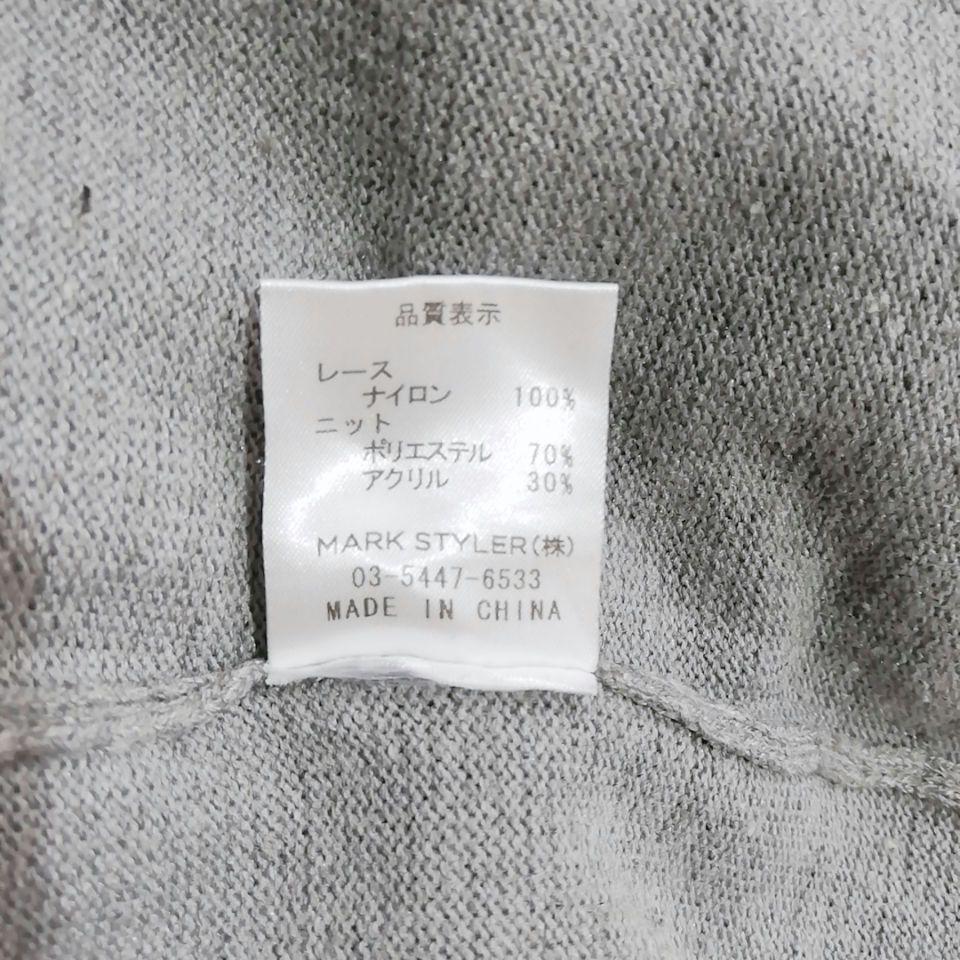 品質表示
レース
ナイロン 100%
ニット
ポリエステル 70%
アクリル 30%
MARK STYLER(株)
03-5447-6533
MADE IN CHINA